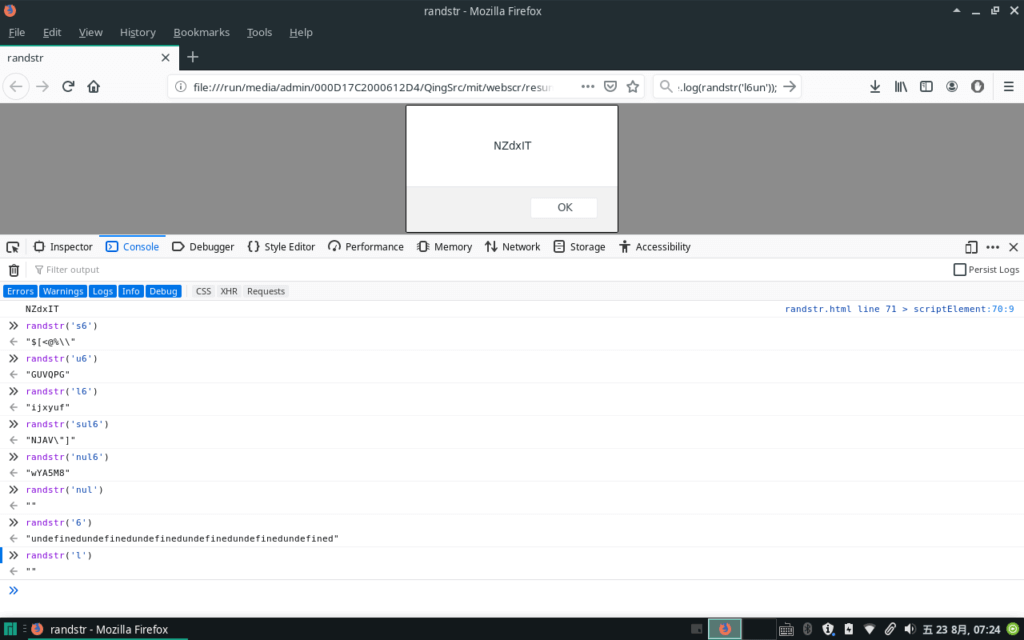 randstr - Mozilla Firefox
File Edit View History Bookmarks Tools Help
randstr
file:///run/media/admin/000D17C2000612D4/QingSrc/mit/webscr/resun
.log(randstr('l6un'));
NZdxIT
OK
Inspector Console Debugger Style Editor Performance Memory Network Storage Accessibility
Filter output
Persist Logs
Errors Warnings Logs Info Debug CSS XHR Requests
NZdxIT randstr.html line 71 > scriptElement:70:9
randstr('s6')
"$[<@%\\"
randstr('u6')
"GUVQPG"
randstr('l6')
"ijxyuf"
randstr('sul6')
"NJAV\"]"
randstr('nul6')
"wYA5M8"
randstr('nul')
""
randstr('6')
"undefinedundefinedundefinedundefinedundefinedundefined"
randstr('l')
""
randstr - Mozilla Firefox
五 23 8月, 07:24